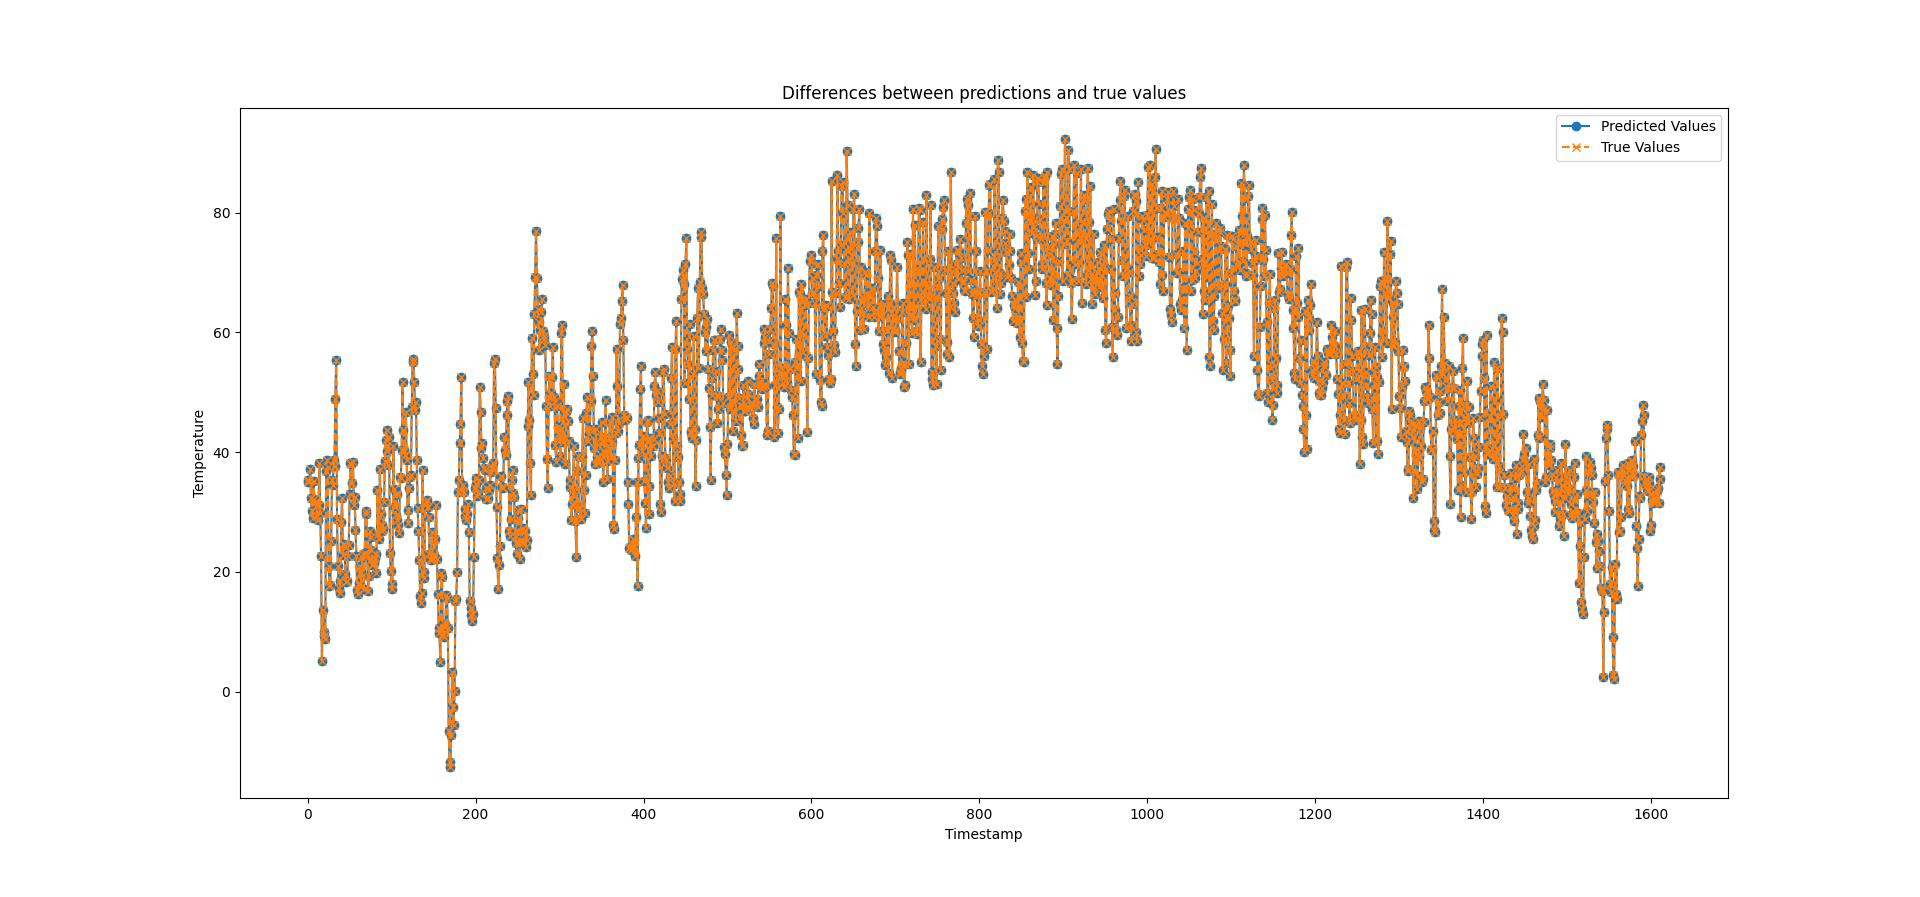 Differences between predictions and true values
Predicted Values
True Values
80
60
40
20
0
Temperature
0 200 400 600 800 1000 1200 1400 1600
Timestamp